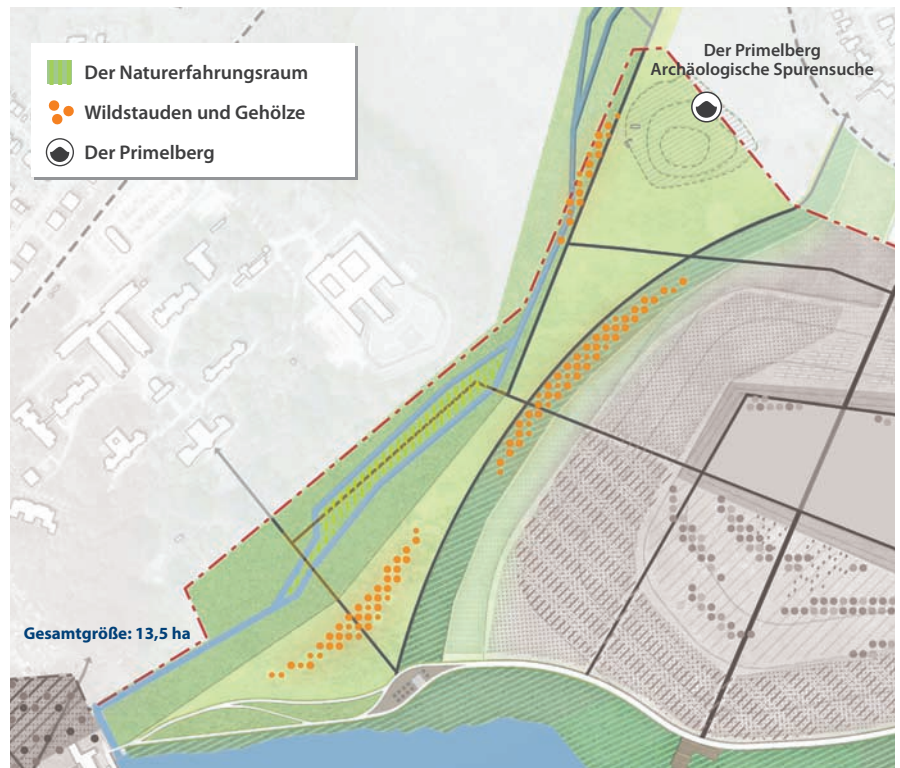 Der Naturerfahrungsraum
Wildstauden und Gehölze
Der Primelberg
Der Primelberg
Archäologische Spurensuche
Gesamtgröße: 13,5 ha